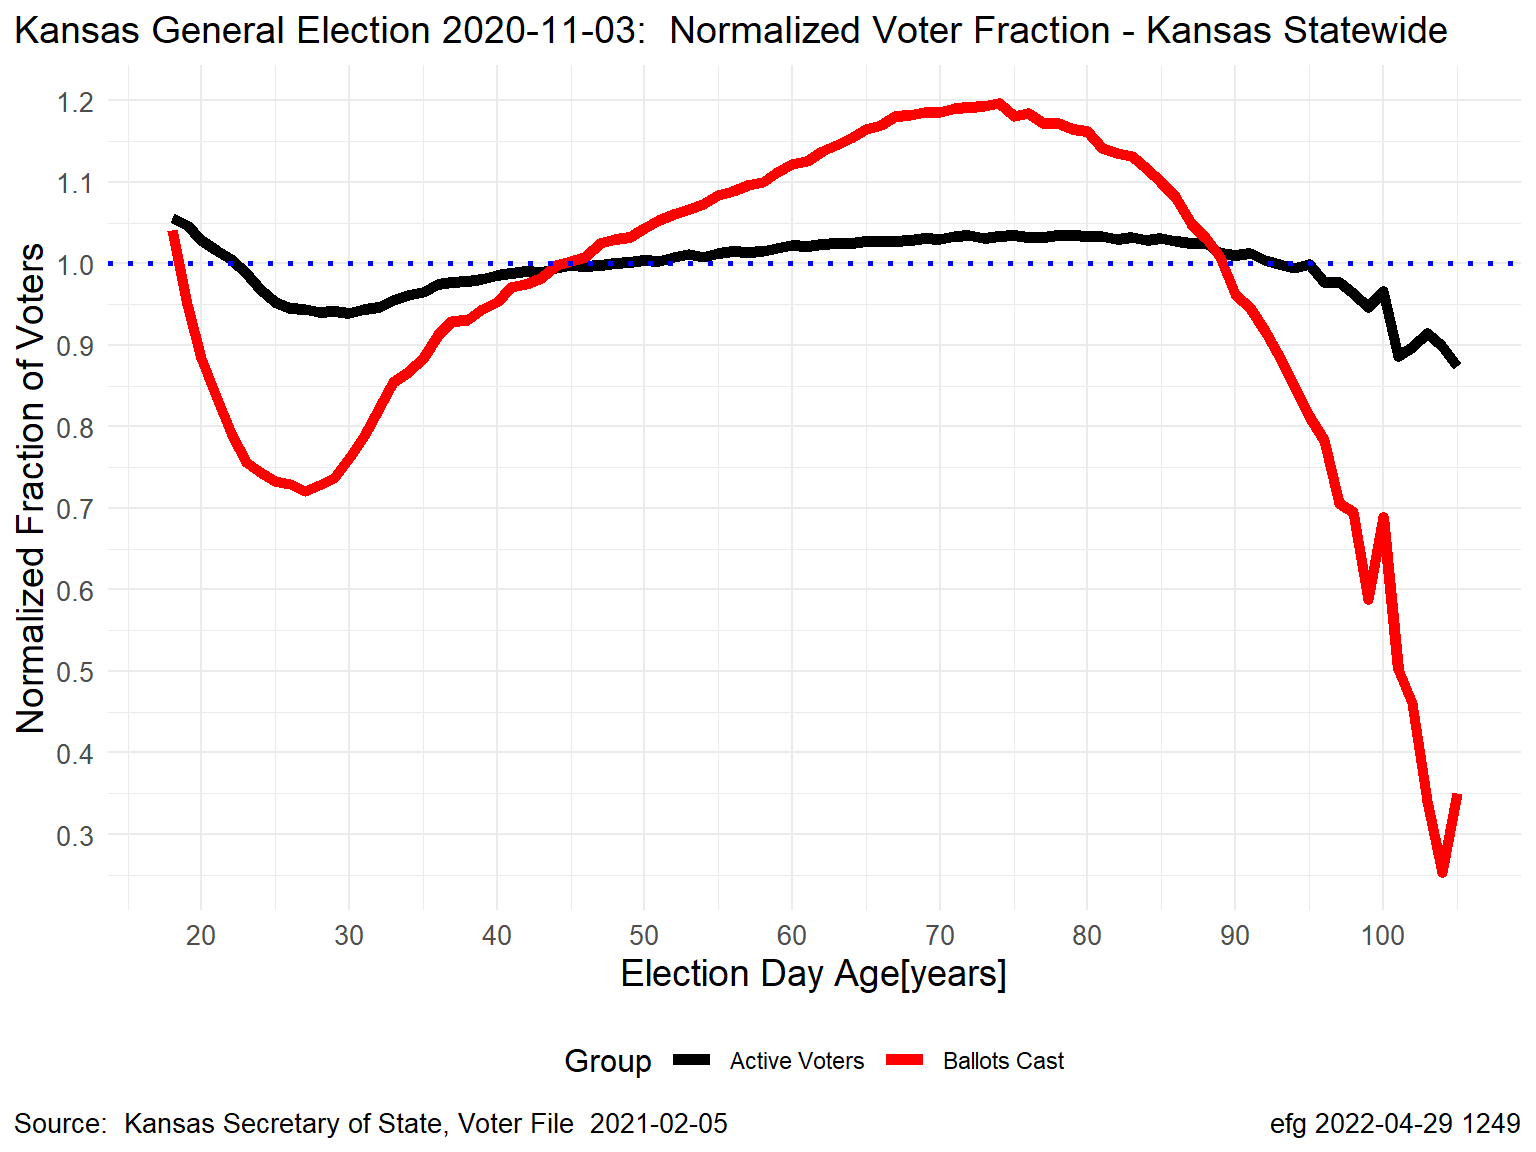 Kansas General Election 2020-11-03:  Normalized Voter Fraction - Kansas Statewide
Normalized Fraction of Voters
1.2
1.1
1.0
0.9
0.8
0.7
0.6
0.5
0.4
0.3
20 30 40 50 60 70 80 90 100
Election Day Age[years]
Group Active Voters Ballots Cast
Source:  Kansas Secretary of State, Voter File  2021-02-05 efg 2022-04-29 1249